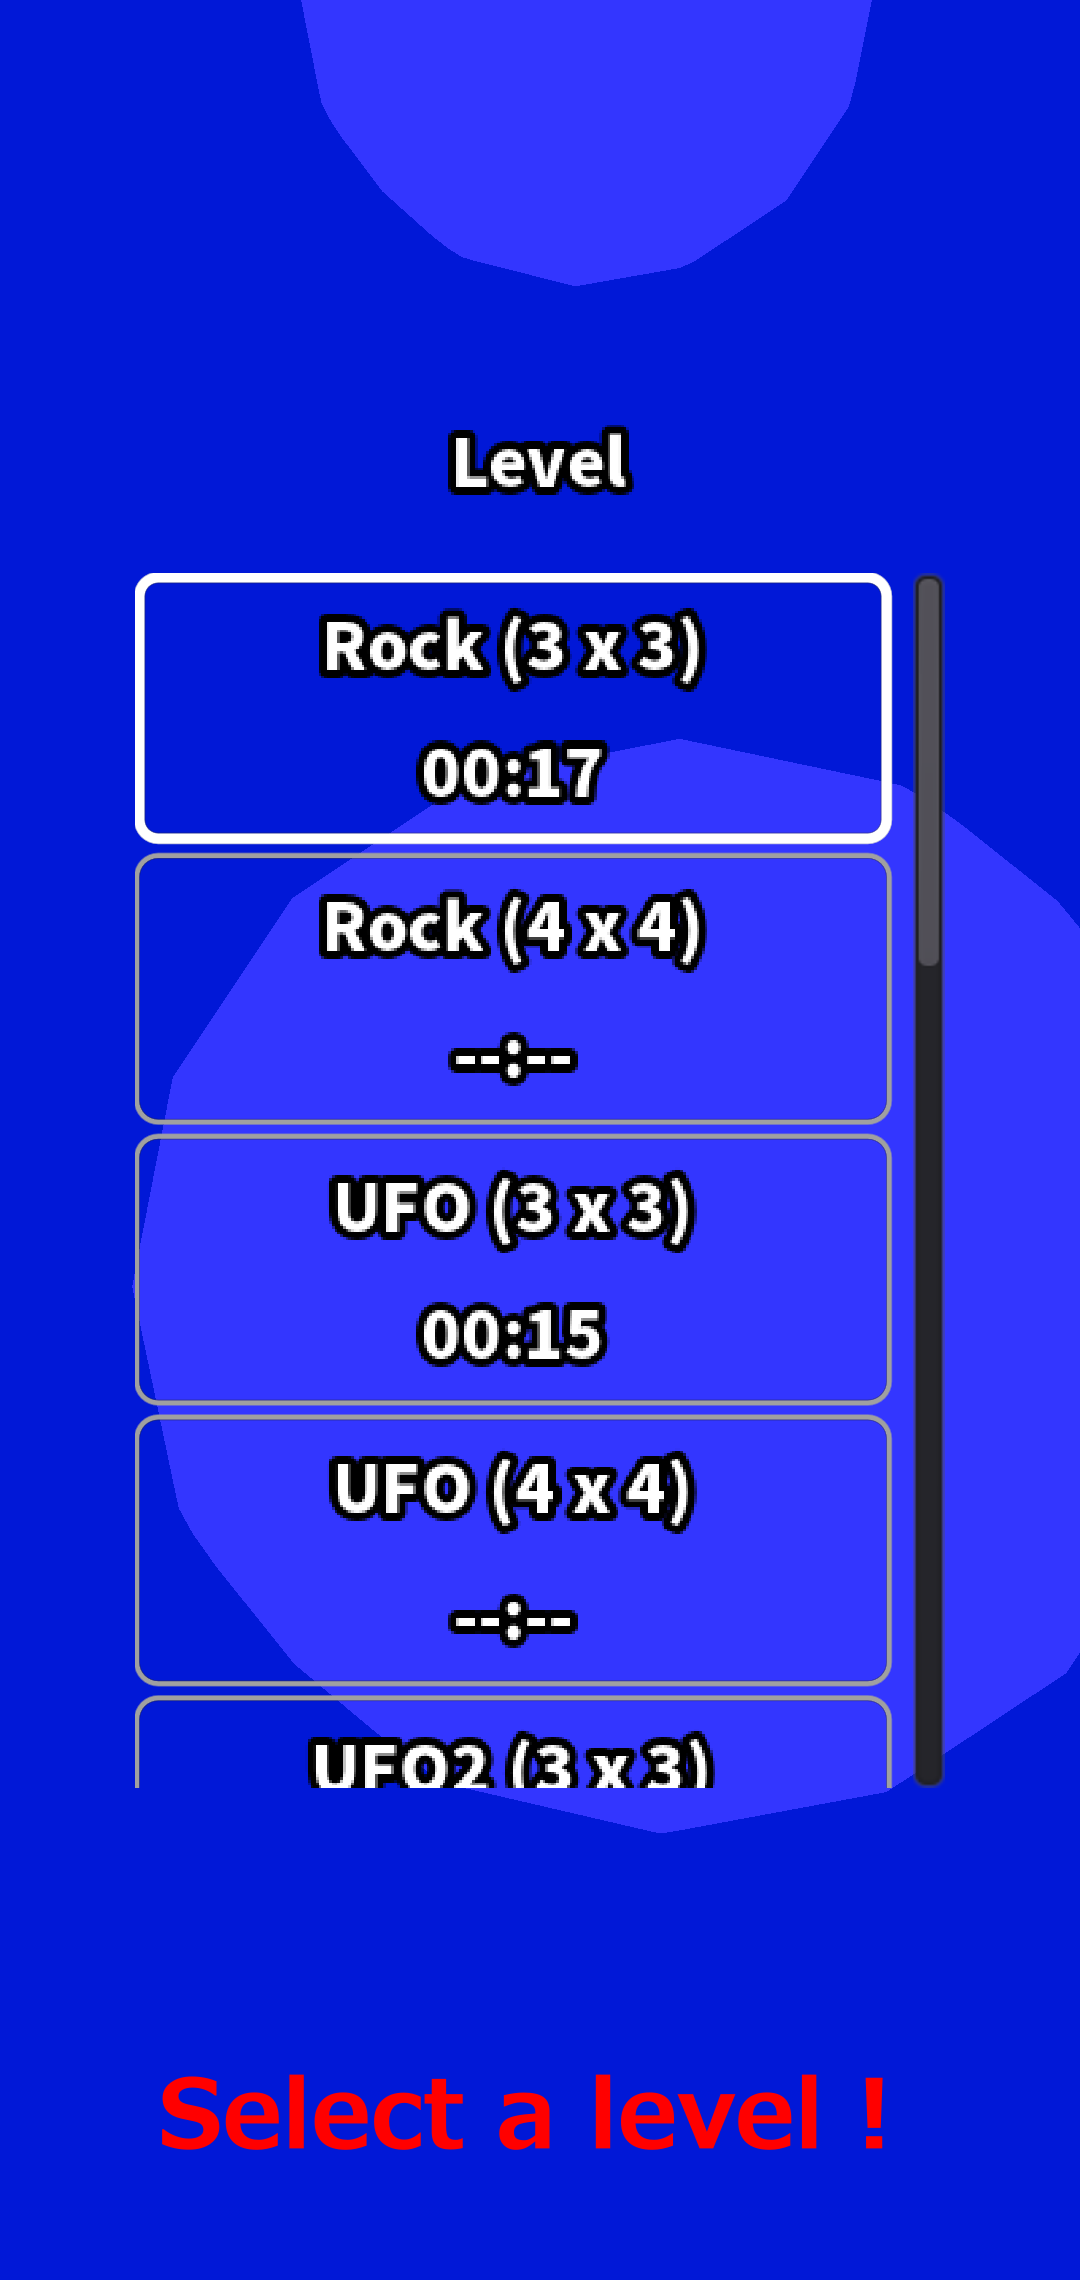 Level
Rock (3 x 3)
00:17
Rock (4 x 4)
--:--
UFO (3 x 3)
00:15
UFO (4 x 4)
--:--
UFO2 (3 x 3)
Select a level !